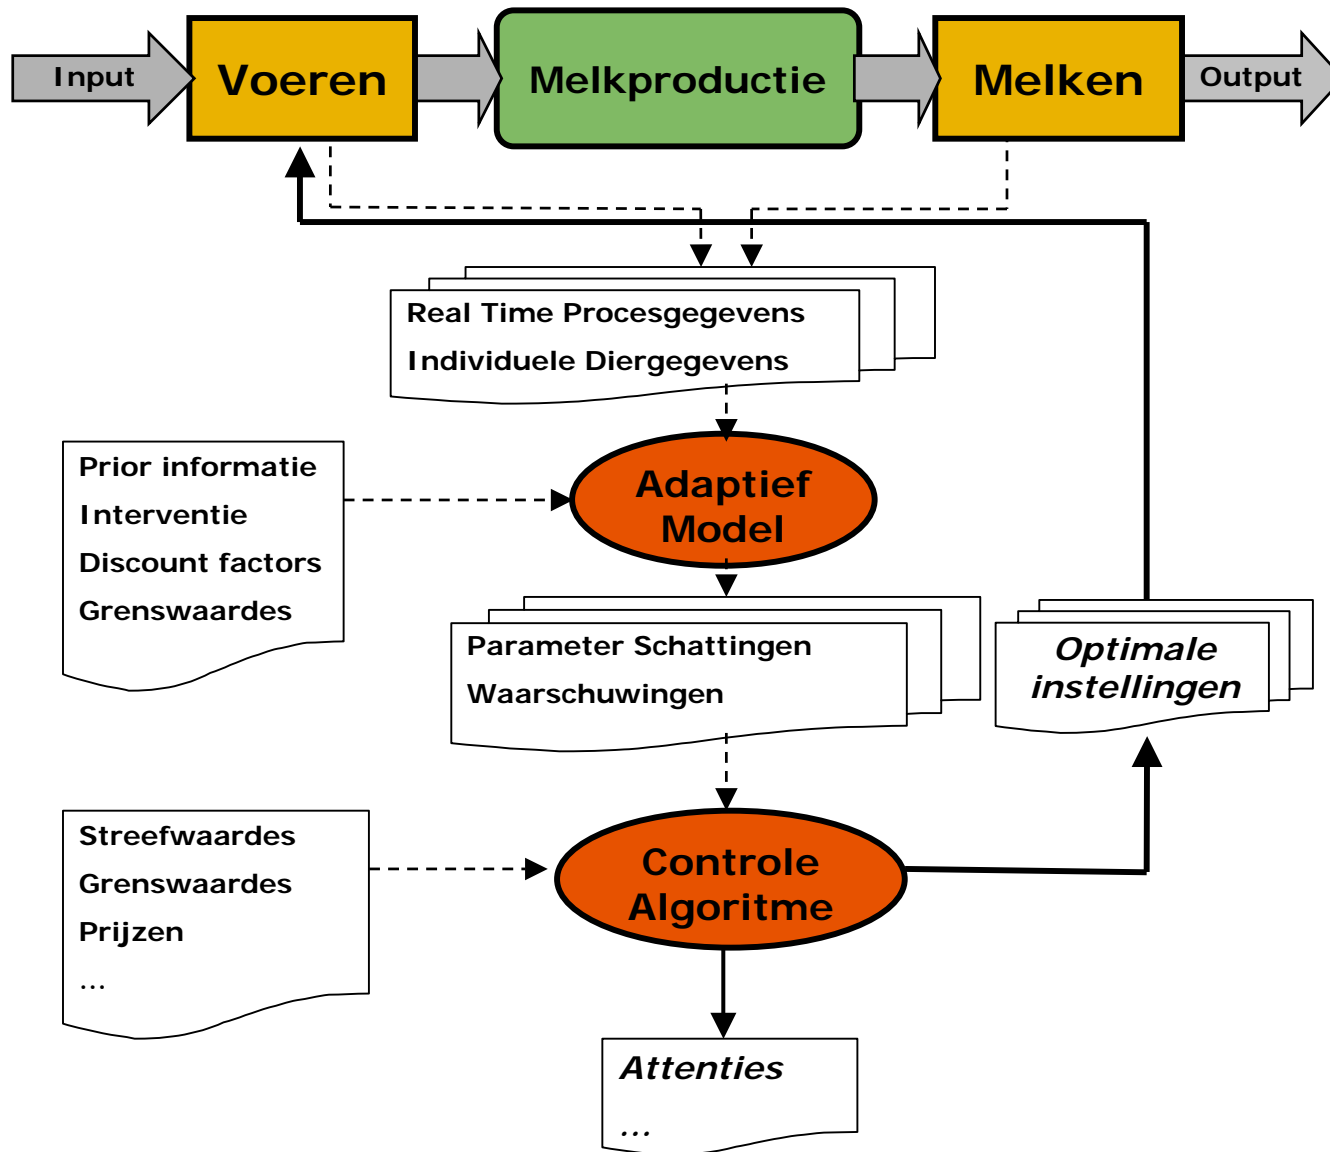 Input
Voeren
Melkproductie
Melken
Output
Real Time Procesgegevens
Individuele Diergegevens
Prior informatie
Interventie
Discount factors
Grenswaardes
Adaptief
Model
Parameter Schattingen
Waarschuwingen
Optimale
instellingen
Streefwaardes
Grenswaardes
Prijzen
...
Controle
Algoritme
Attenties
...